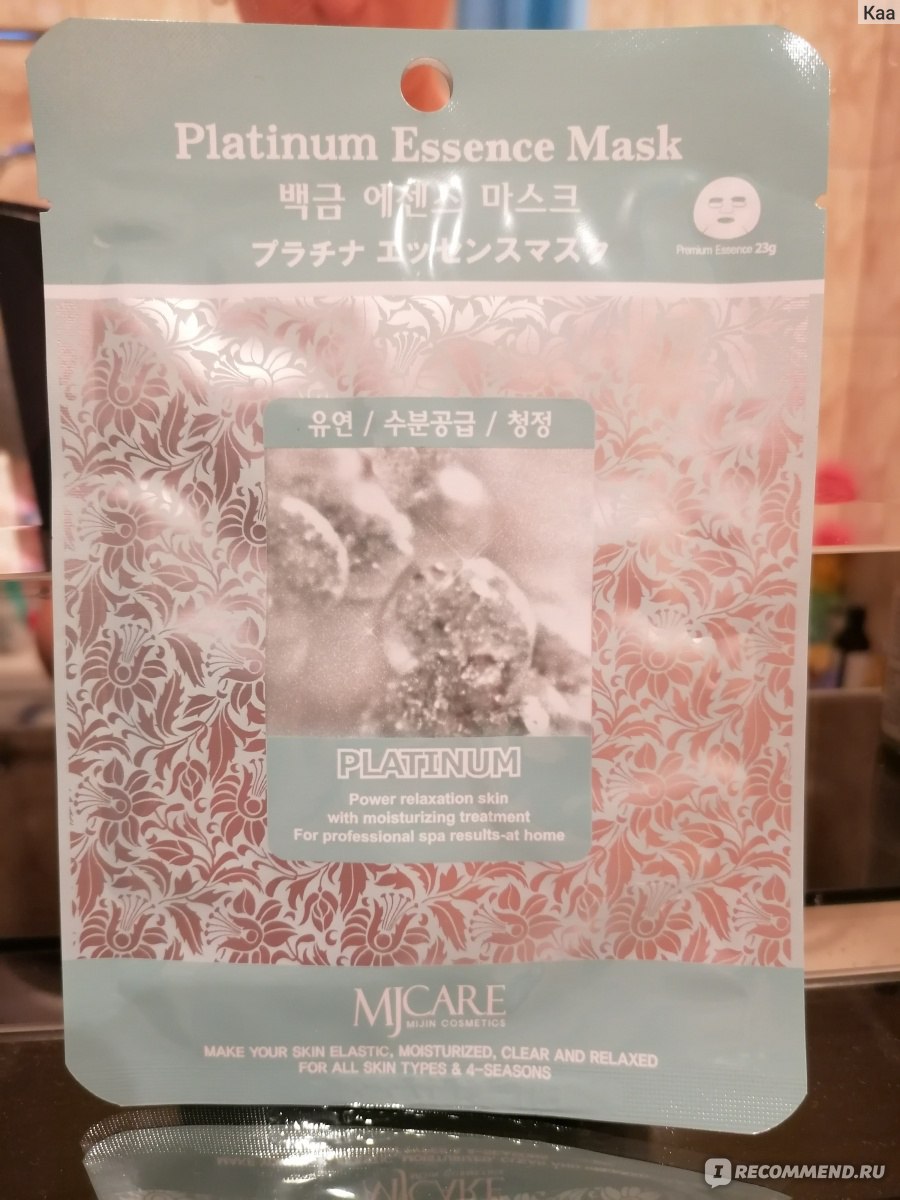 Kaa
Platinum Essence Mask
백금 에센스 마스크
プラチナ エッセンスマスク
Premium Essence 23g
유연 / 수분공급 / 청정
PLATINUM
Power relaxation skin
with moisturizing treatment
For professional spa results-at home
MJCARE
MIJIN COSMETICS
MAKE YOUR SKIN ELASTIC, MOISTURIZED, CLEAR AND RELAXED
FOR ALL SKIN TYPES & 4-SEASONS
MJCARE
I RECOMMEND.RU